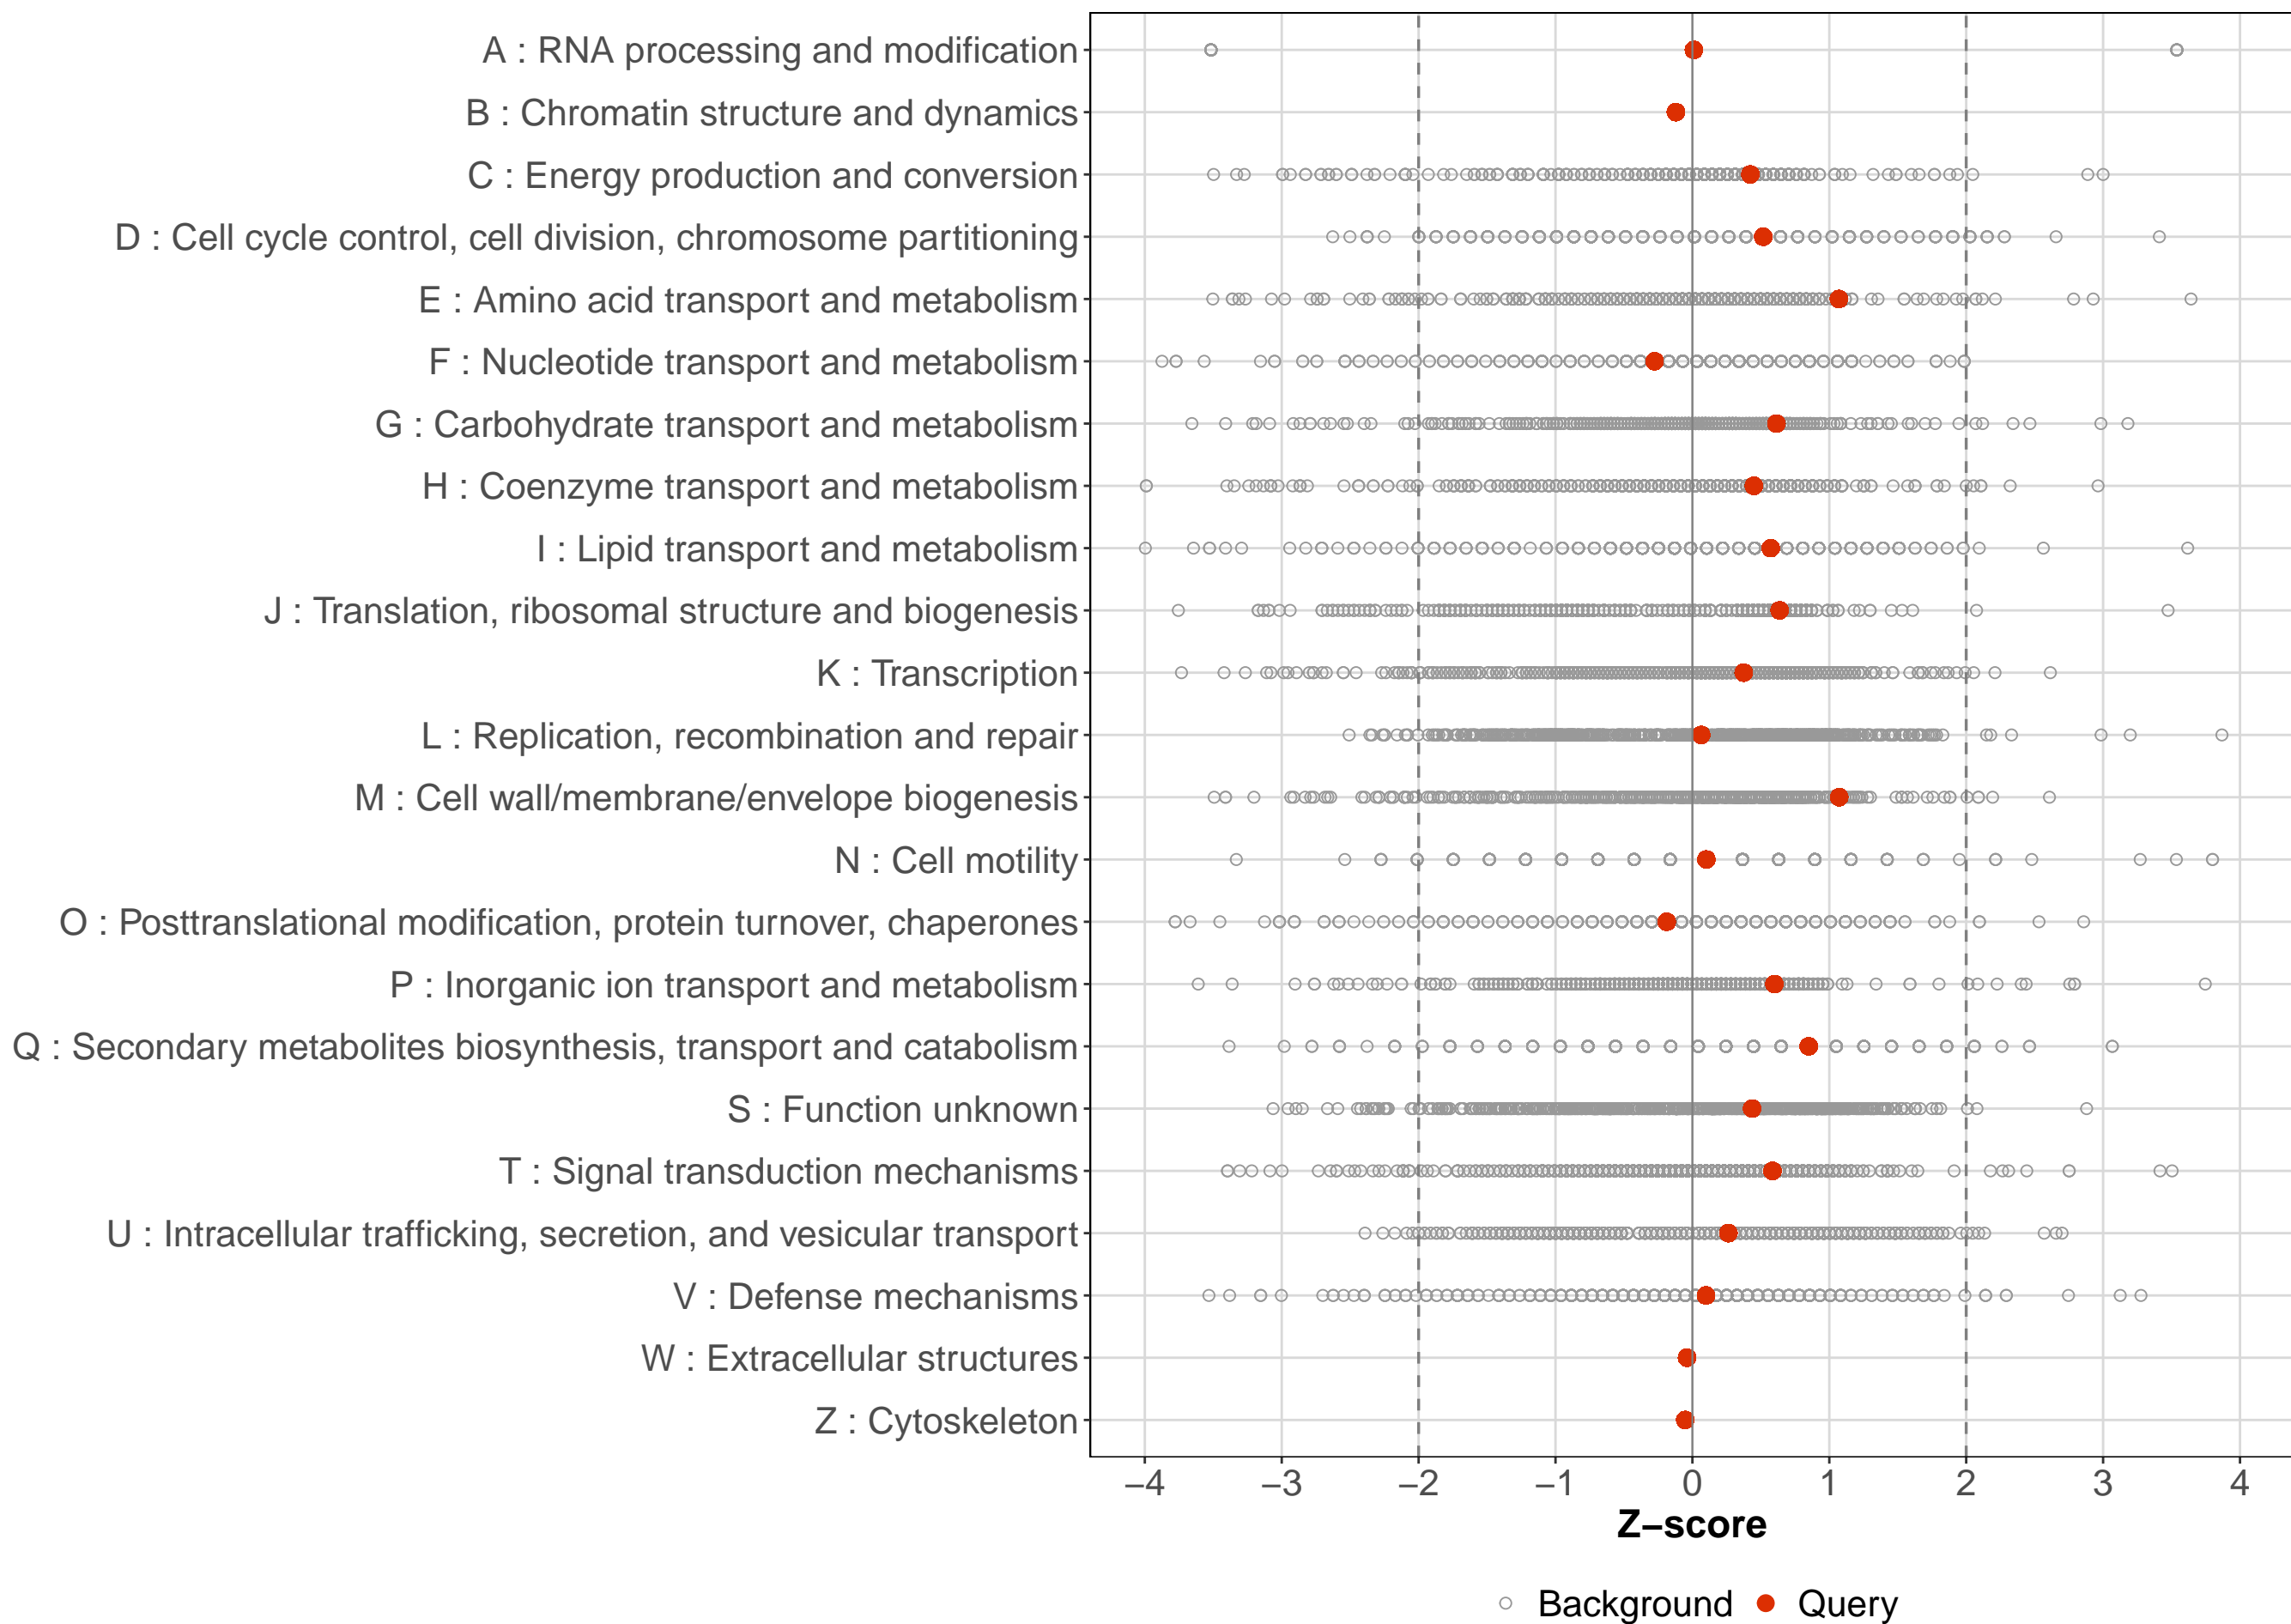 A : RNA processing and modification
B : Chromatin structure and dynamics
C : Energy production and conversion
D : Cell cycle control, cell division, chromosome partitioning
E : Amino acid transport and metabolism
F : Nucleotide transport and metabolism
G : Carbohydrate transport and metabolism
H : Coenzyme transport and metabolism
I : Lipid transport and metabolism
J : Translation, ribosomal structure and biogenesis
K : Transcription
L : Replication, recombination and repair
M : Cell wall/membrane/envelope biogenesis
N : Cell motility
O : Posttranslational modification, protein turnover, chaperones
P : Inorganic ion transport and metabolism
Q : Secondary metabolites biosynthesis, transport and catabolism
S : Function unknown
T : Signal transduction mechanisms
U : Intracellular trafficking, secretion, and vesicular transport
V : Defense mechanisms
W : Extracellular structures
Z : Cytoskeleton
−4 −3 −2 −1 0 1 2 3 4
Z−score
Background Query